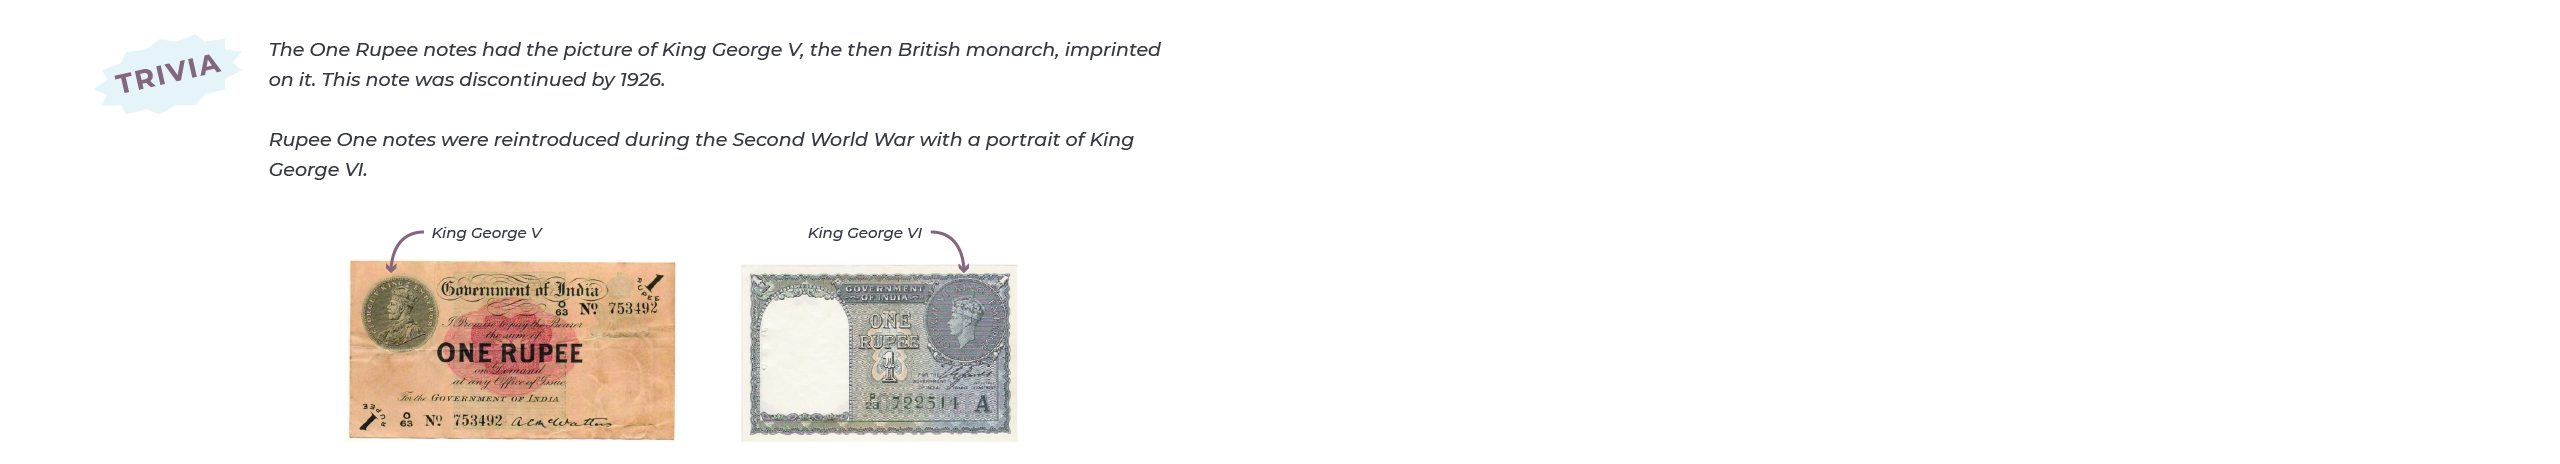 TRIVIA
The One Rupee notes had the picture of King George V, the then British monarch, imprinted
on it. This note was discontinued by 1926.
Rupee One notes were reintroduced during the Second World War with a portrait of King
George VI.
King George V
King George VI
Government of India
1
RUPEE
O
63 Nº 753492
I Promise to pay the Bearer
the sum of
ONE RUPEE
on Demand
at any Office of Issue
For the GOVERNMENT OF INDIA
1
RUPEE
O
63 Nº 753492
GOVERNMENT
OF INDIA
ONE
RUPEE
1
P
23 722514 A